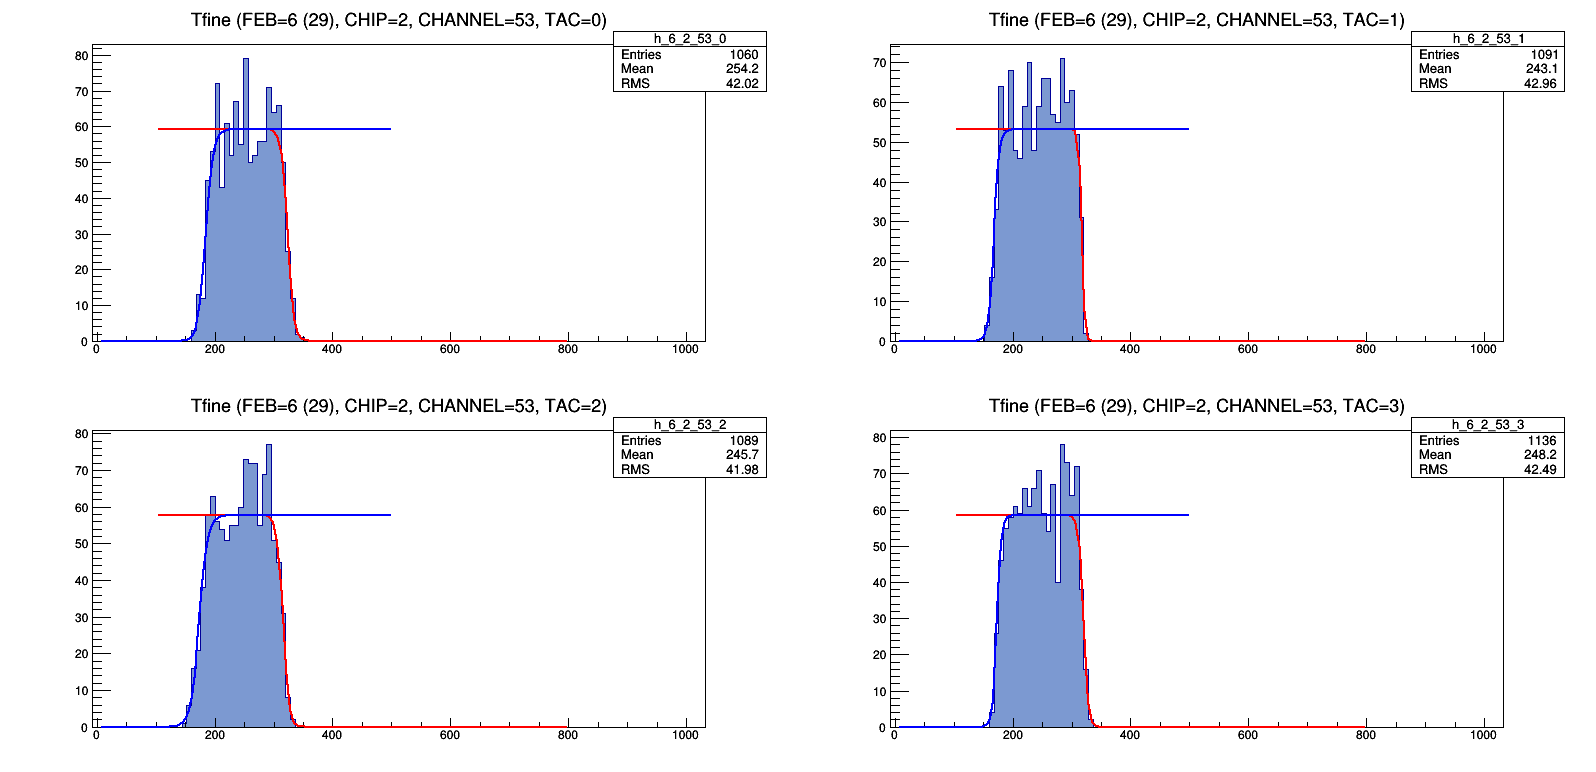 Tfine (FEB=6 (29), CHIP=2, CHANNEL=53, TAC=0)
h_6_2_53_0
Entries 1060
Mean 254.2
RMS 42.02
80
70
60
50
40
30
20
10
0
0 200 400 600 800 1000
Tfine (FEB=6 (29), CHIP=2, CHANNEL=53, TAC=1)
h_6_2_53_1
Entries 1091
Mean 243.1
RMS 42.96
70
60
50
40
30
20
10
0
0 200 400 600 800 1000
Tfine (FEB=6 (29), CHIP=2, CHANNEL=53, TAC=2)
h_6_2_53_2
Entries 1089
Mean 245.7
RMS 41.98
80
70
60
50
40
30
20
10
0
0 200 400 600 800 1000
Tfine (FEB=6 (29), CHIP=2, CHANNEL=53, TAC=3)
h_6_2_53_3
Entries 1136
Mean 248.2
RMS 42.49
80
70
60
50
40
30
20
10
0
0 200 400 600 800 1000